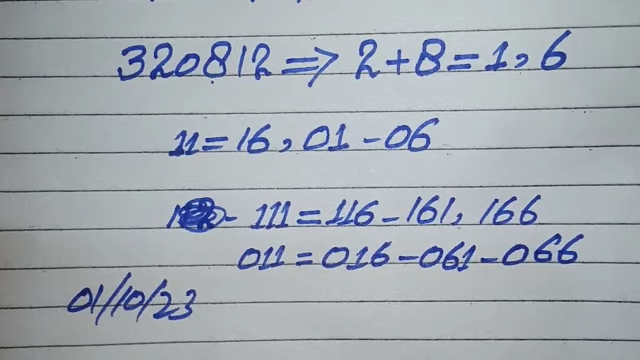 320812 => 2+8=1,6
11=16, 01-06
- 111=116-161, 166
011=016-061-066
01/10/23